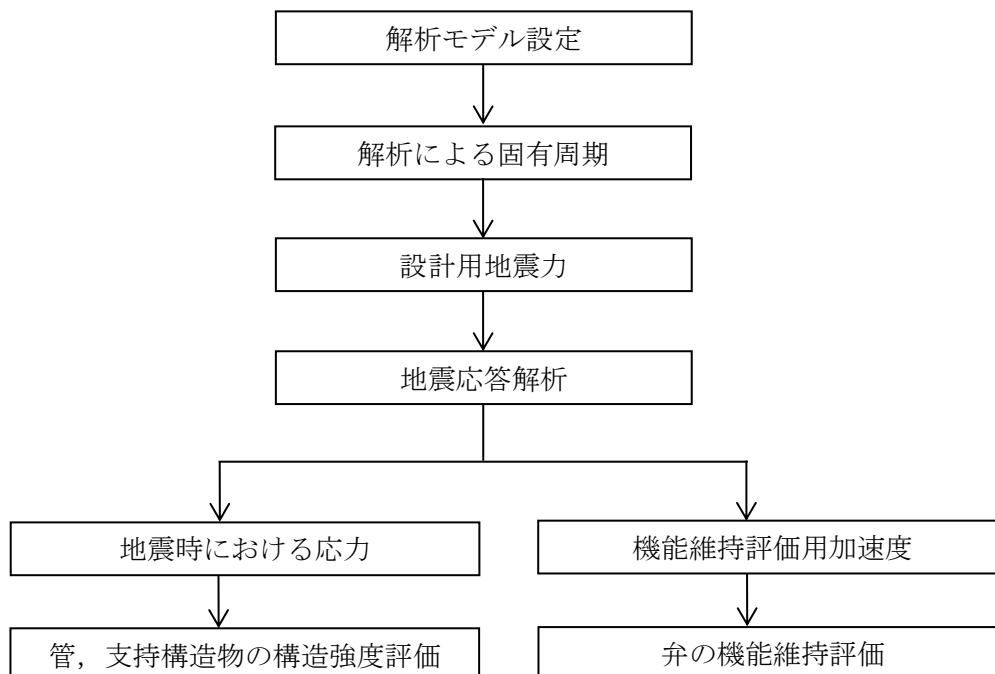 解析モデル設定
解析による固有周期
設計用地震力
地震応答解析
地震時における応力
機能維持評価用加速度
管，支持構造物の構造強度評価
弁の機能維持評価